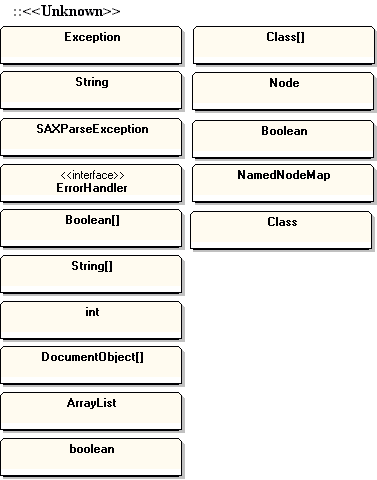 ::<<Unknown>>
Exception
String
SAXParseException
<<interface>>
ErrorHandler
Boolean[]
String[]
int
DocumentObject[]
ArrayList
boolean
Class[]
Node
Boolean
NamedNodeMap
Class